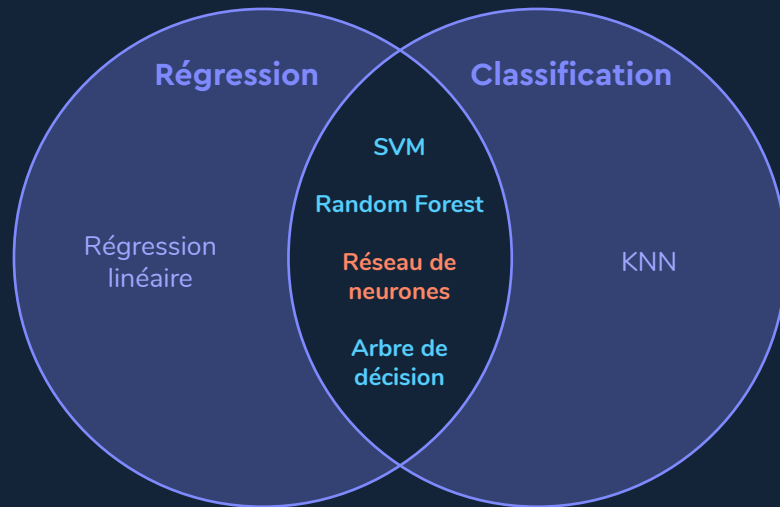 Régression
Classification
SVM
Random Forest
Régression
linéaire
Réseau de
neurones
KNN
Arbre de
décision